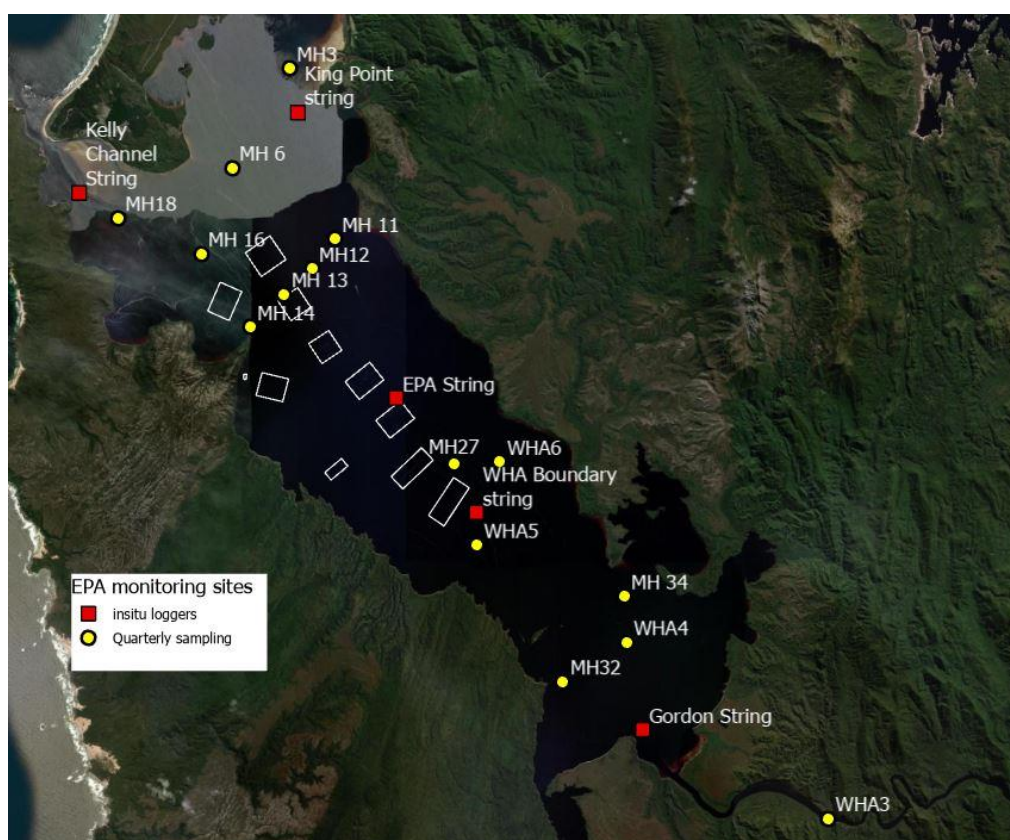 MH3
King Point
string
Kelly
Channel
String
MH 6
MH18
MH 11
MH 16
MH12
MH 13
MH 14
EPA String
MH27
WHA6
WHA Boundary
string
WHA5
EPA monitoring sites
insitu loggers
Quarterly sampling
MH 34
WHA4
MH32
Gordon String
WHA3